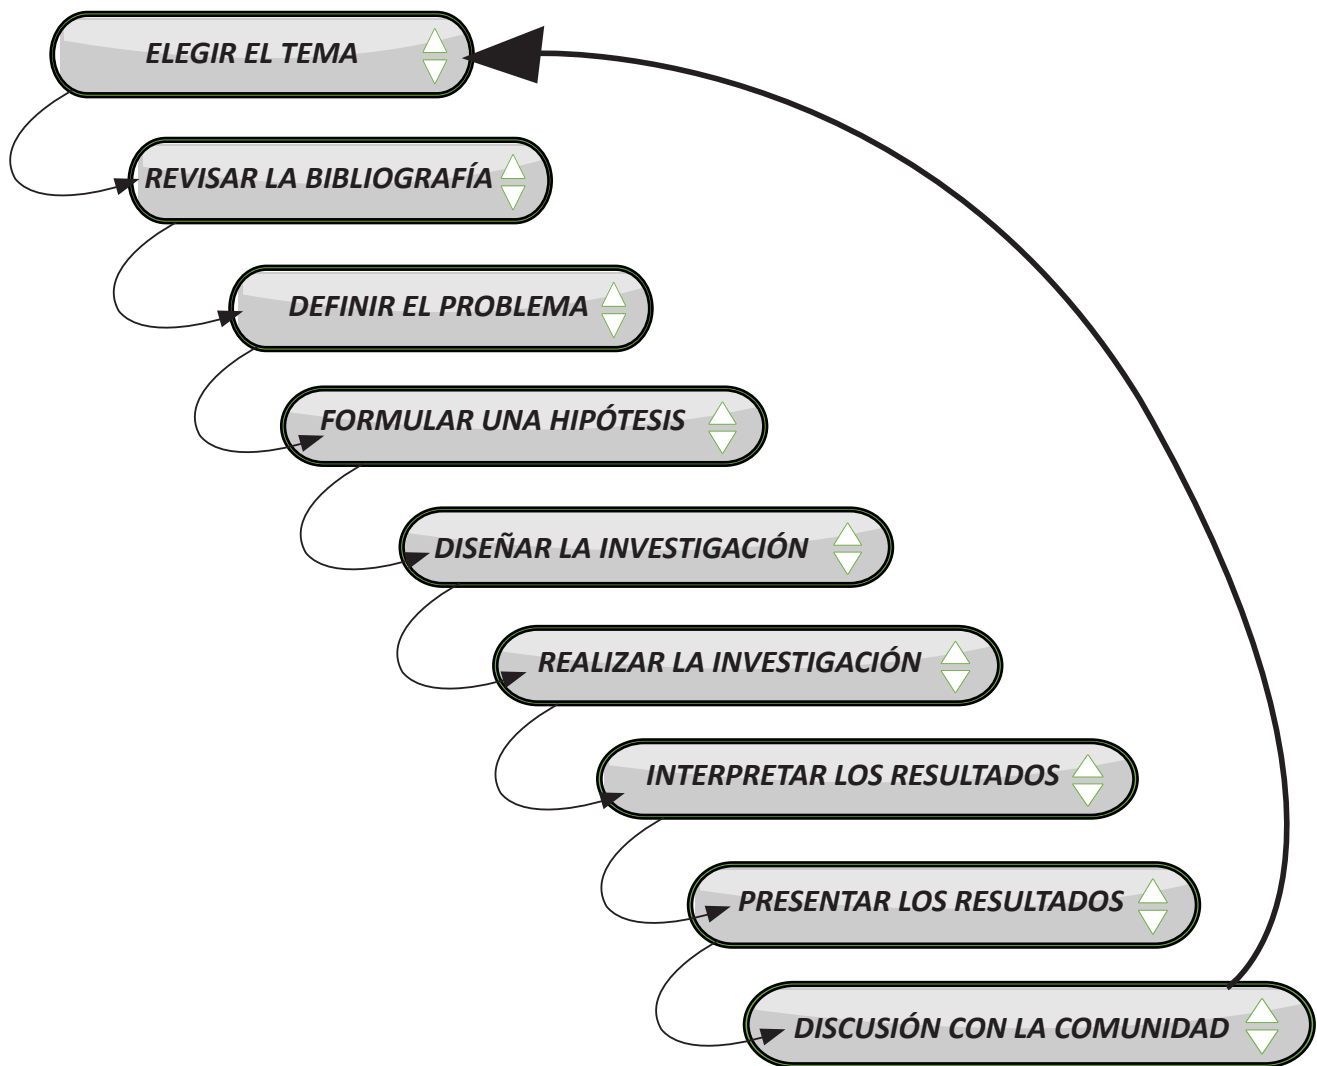 ELEGIR EL TEMA
REVISAR LA BIBLIOGRAFÍA
DEFINIR EL PROBLEMA
FORMULAR UNA HIPÓTESIS
DISEÑAR LA INVESTIGACIÓN
REALIZAR LA INVESTIGACIÓN
INTERPRETAR LOS RESULTADOS
PRESENTAR LOS RESULTADOS
DISCUSIÓN CON LA COMUNIDAD